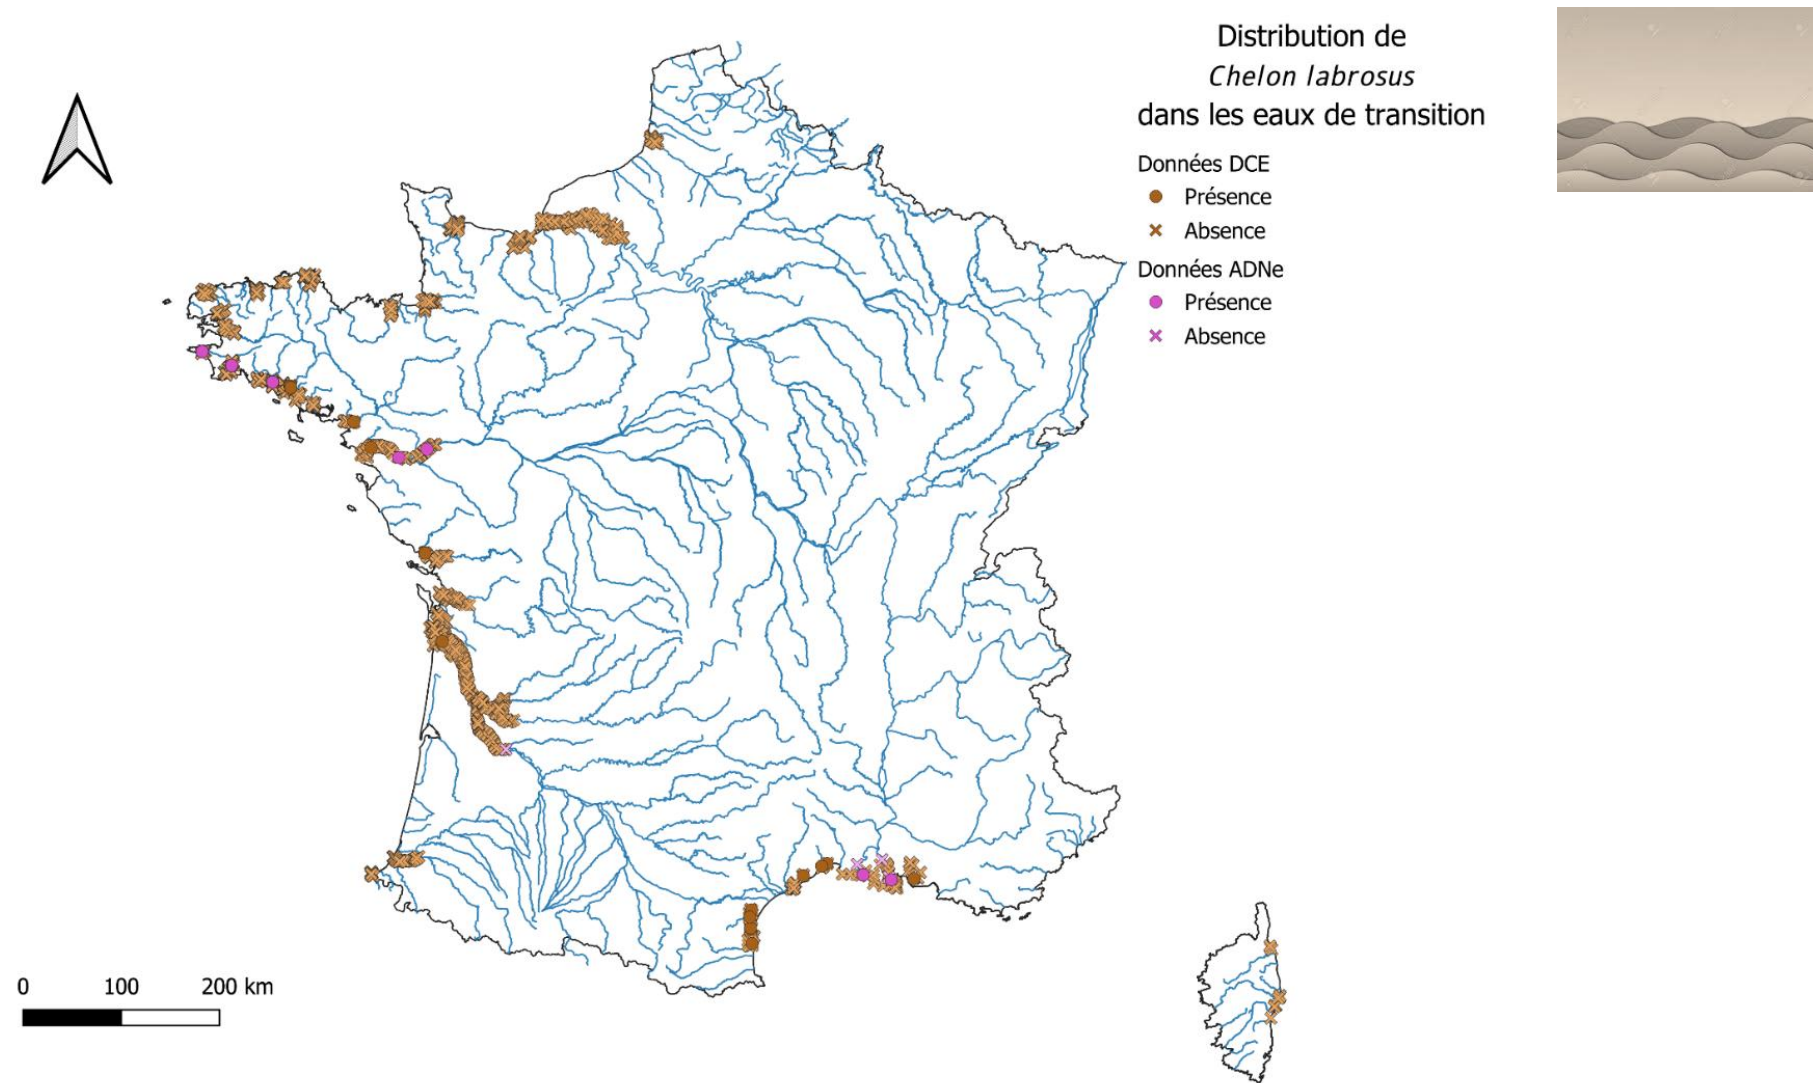 Distribution de
Chelon labrosus
dans les eaux de transition
Données DCE
Présence
Absence
Données ADNe
Présence
Absence
0 100 200 km